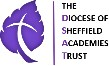 THE
DIOCESE OF
SHEFFIELD
ACADEMIES
TRUST